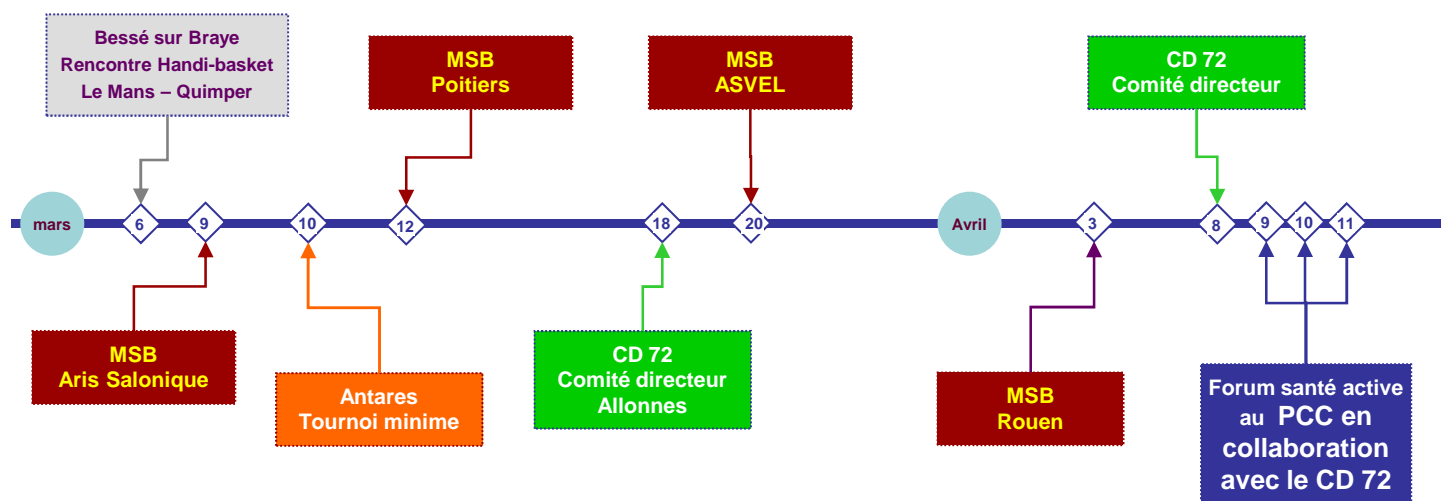 Bessé sur Braye
Rencontre Handi-basket
Le Mans – Quimper
MSB
Poitiers
MSB
ASVEL
CD 72
Comité directeur
mars
6
9
10
12
18
20
Avril
3
8
9
10
11
MSB
Aris Salonique
Antares
Tournoi minime
CD 72
Comité directeur
Allonnes
MSB
Rouen
Forum santé active
au PCC en
collaboration
avec le CD 72